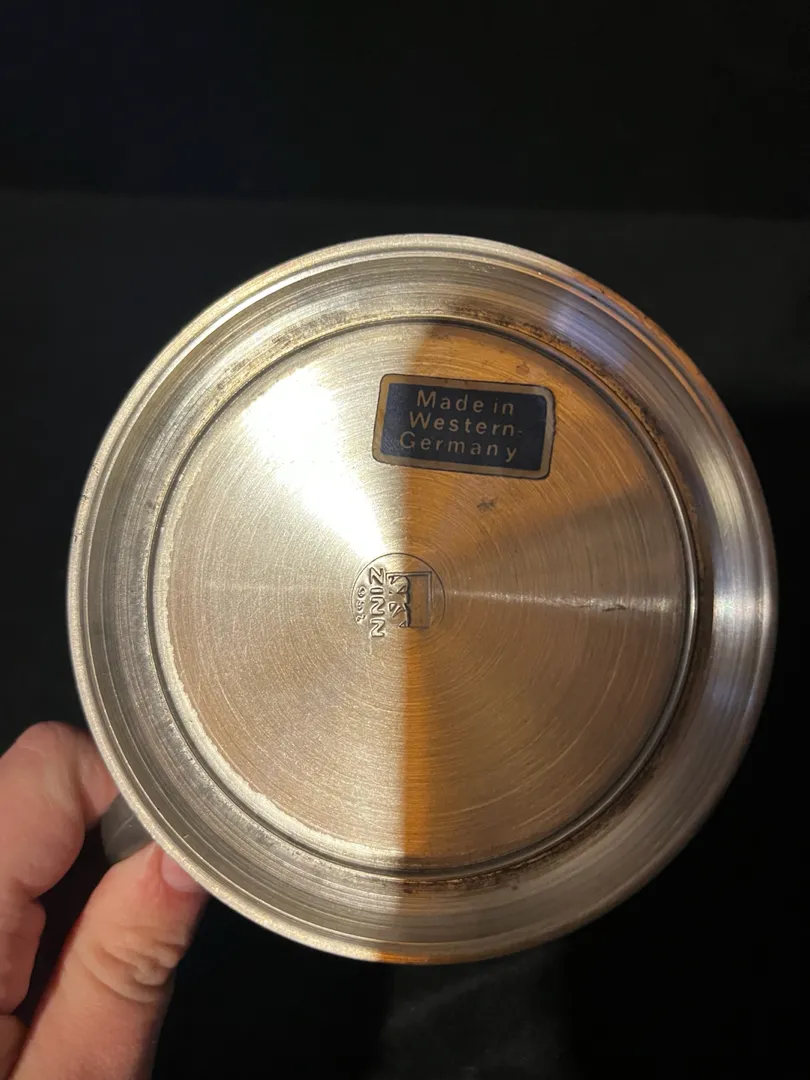 Made in
Western-
Germany
ZINN